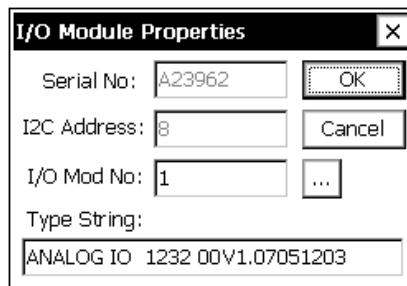 I/O Module Properties ×
Serial No: A23962 OK
I2C Address: 8 Cancel
I/O Mod No: 1 ...
Type String:
ANALOG IO  1232 00V1.07051203